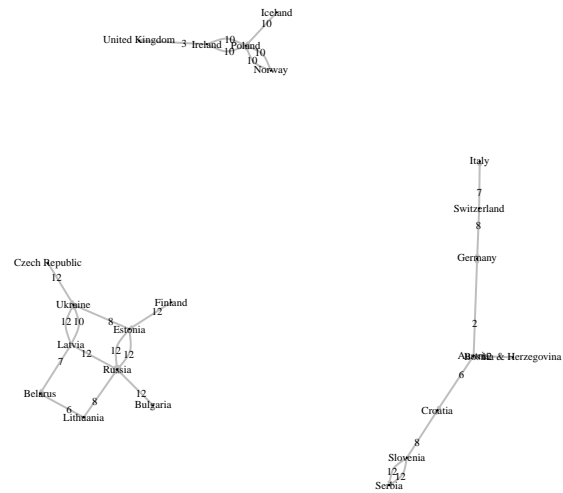 Iceland
10
United Kingdom
3
Ireland
10
Poland
10
10
10
Norway
Italy
7
Switzerland
8
Germany
2
Bosnia & Herzegovina
6
Croatia
8
Slovenia
12
12
Serbia
Czech Republic
12
Ukraine
12
10
8
Finland
12
Estonia
Latvia
12
12
12
7
Russia
Belarus
6
8
12
Lithuania
Bulgaria